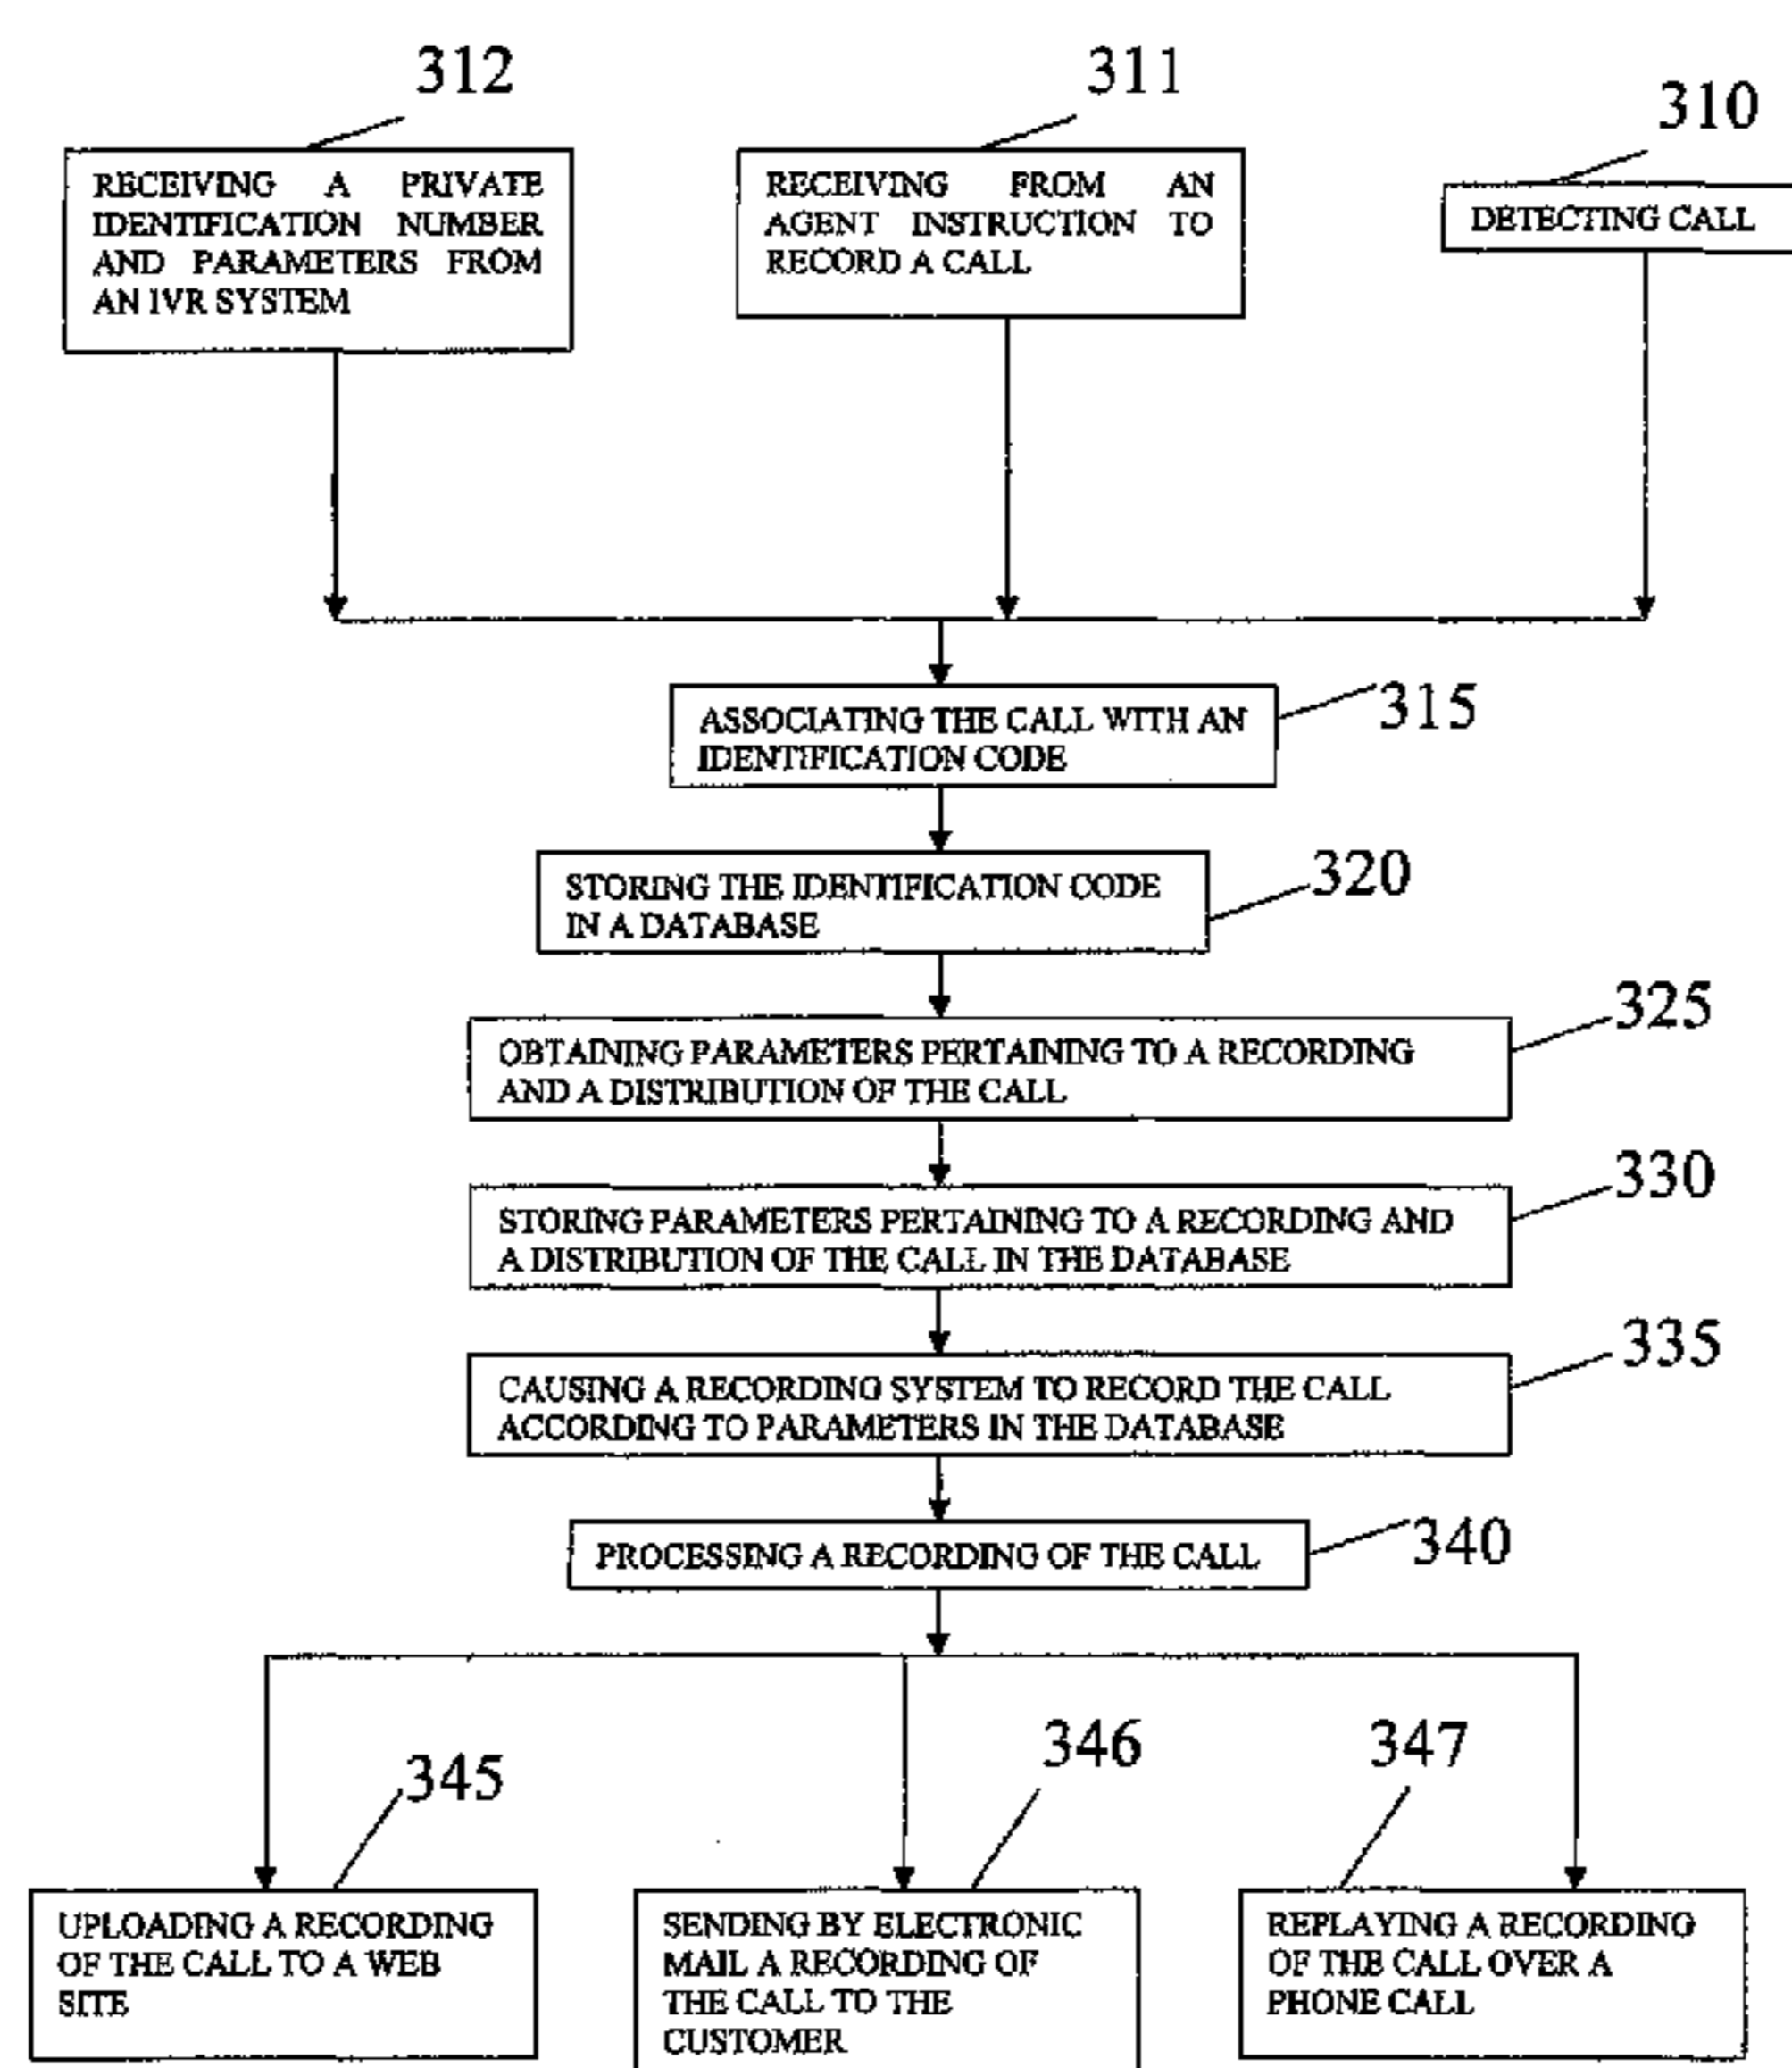 312
311
310
RECEIVING A PRIVATE
IDENTIFICATION NUMBER
AND PARAMETERS FROM
AN IVR SYSTEM
RECEIVING FROM AN
AGENT INSTRUCTION TO
RECORD A CALL
DETECTING CALL
ASSOCIATING THE CALL WITH AN
IDENTIFICATION CODE
315
STORING THE IDENTIFICATION CODE
IN A DATABASE
320
OBTAINING PARAMETERS PERTAINING TO A RECORDING
AND A DISTRIBUTION OF THE CALL
325
STORING PARAMETERS PERTAINING TO A RECORDING AND
A DISTRIBUTION OF THE CALL IN THE DATABASE
330
CAUSING A RECORDING SYSTEM TO RECORD THE CALL
ACCORDING TO PARAMETERS IN THE DATABASE
335
PROCESSING A RECORDING OF THE CALL
340
345
346
347
UPLOADING A RECORDING
OF THE CALL TO A WEB
SITE
SENDING BY ELECTRONIC
MAIL A RECORDING OF
THE CALL TO THE
CUSTOMER
REPLAYING A RECORDING
OF THE CALL OVER A
PHONE CALL